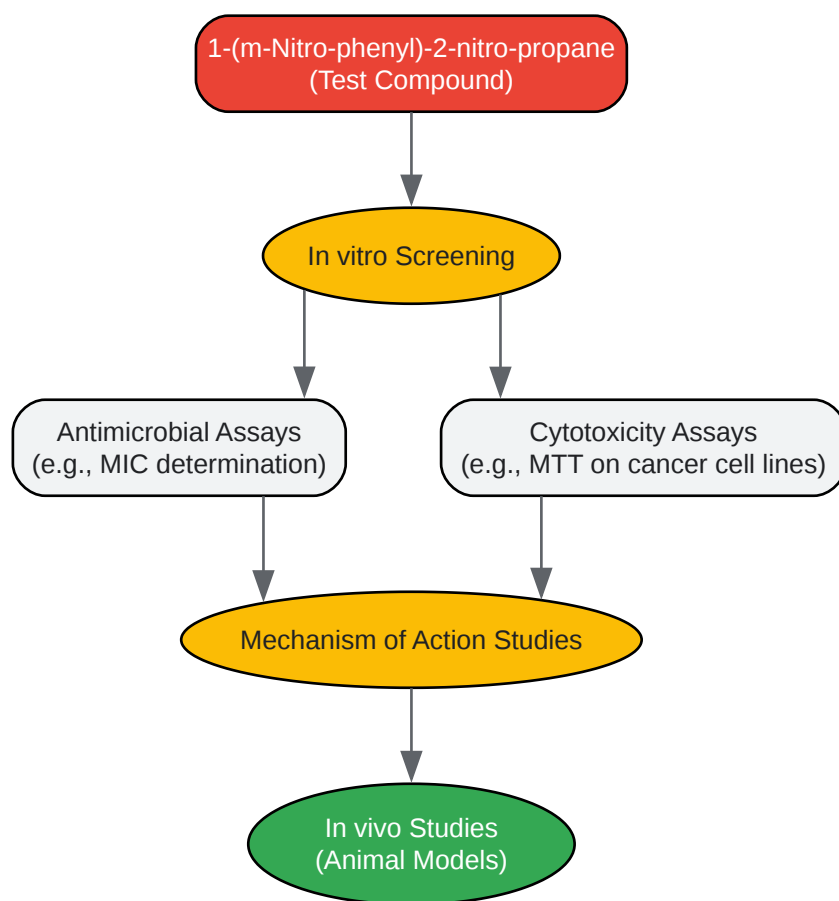 1-(m-Nitro-phenyl)-2-nitro-propane
(Test Compound)
In vitro Screening
Antimicrobial Assays
(e.g., MIC determination)
Cytotoxicity Assays
(e.g., MTT on cancer cell lines)
Mechanism of Action Studies
In vivo Studies
(Animal Models)